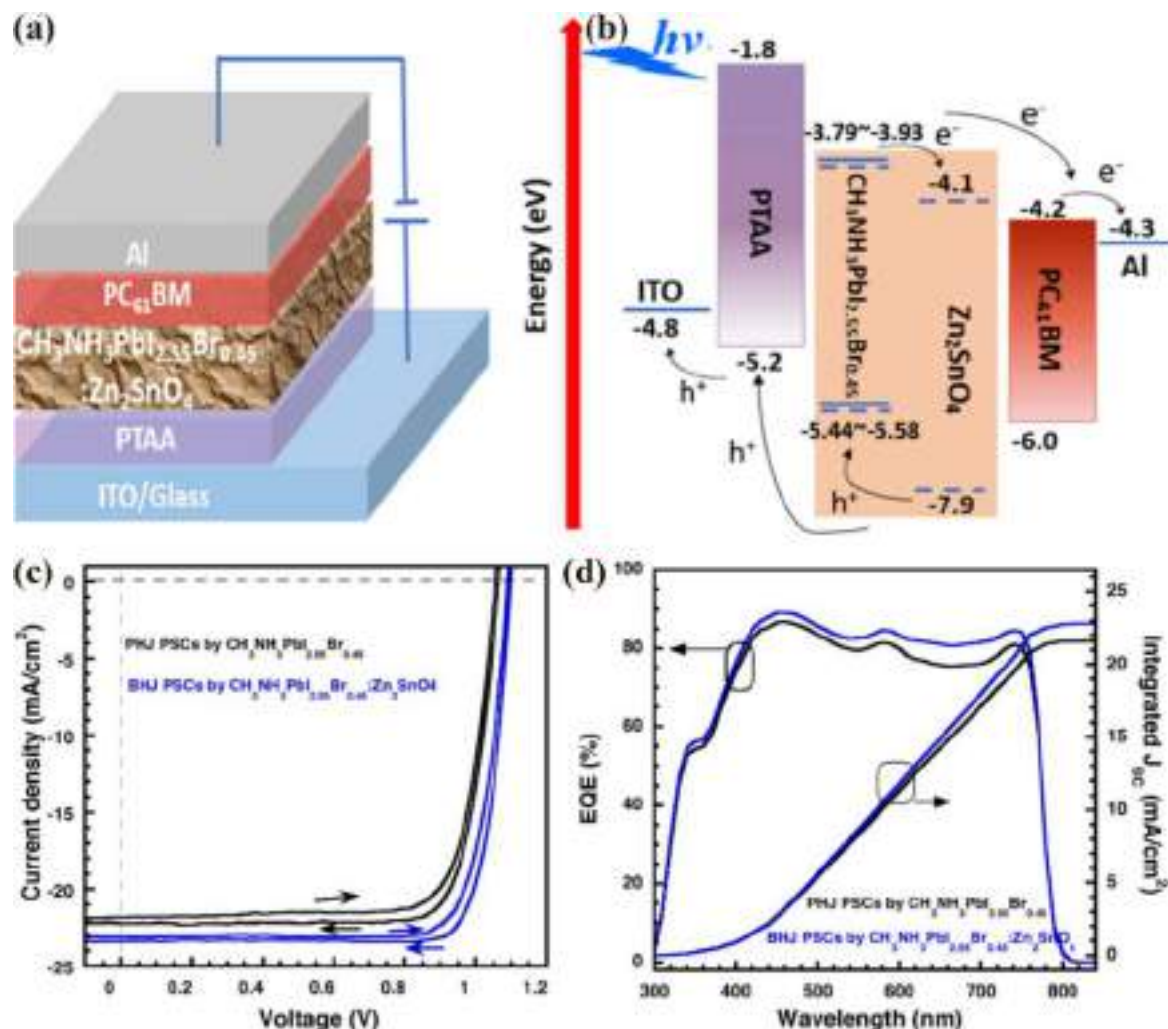 (a)
Al
PC₆₁BM
CH₃NH₃PbI₂.₅₅Br₀.₄₅
:Zn₂SnO₄
PTAA
ITO/Glass
(b)
Energy (eV)
hν
-1.8
PTAA
-5.2
ITO
-4.8
h⁺
h⁺
-3.79~-3.93
e⁻
CH₃NH₃PbI₂.₅₅Br₀.₄₅
-5.44~-5.58
h⁺
-4.1
Zn₂SnO₄
-7.9
e⁻
-4.2
PC₆₁BM
-6.0
e⁻
-4.3
Al
(c)
Current density (mA/cm²)
0
-5
-10
-15
-20
-25
PHJ PSCs by CH₃NH₃PbI₂.₅₅Br₀.₄₅
BHJ PSCs by CH₃NH₃PbI₂.₅₅Br₀.₄₅:Zn₂SnO4
0
0.2
0.4
0.6
0.8
1
1.2
Voltage (V)
(d)
EQE (%)
100
80
60
40
20
0
Integrated J_SC (mA/cm²)
25
20
15
10
5
0
PHJ PSCs by CH₃NH₃PbI₂.₅₅Br₀.₄₅
BHJ PSCs by CH₃NH₃PbI₂.₅₅Br₀.₄₅:Zn₂SnO₄
300
400
500
600
700
800
Wavelength (nm)